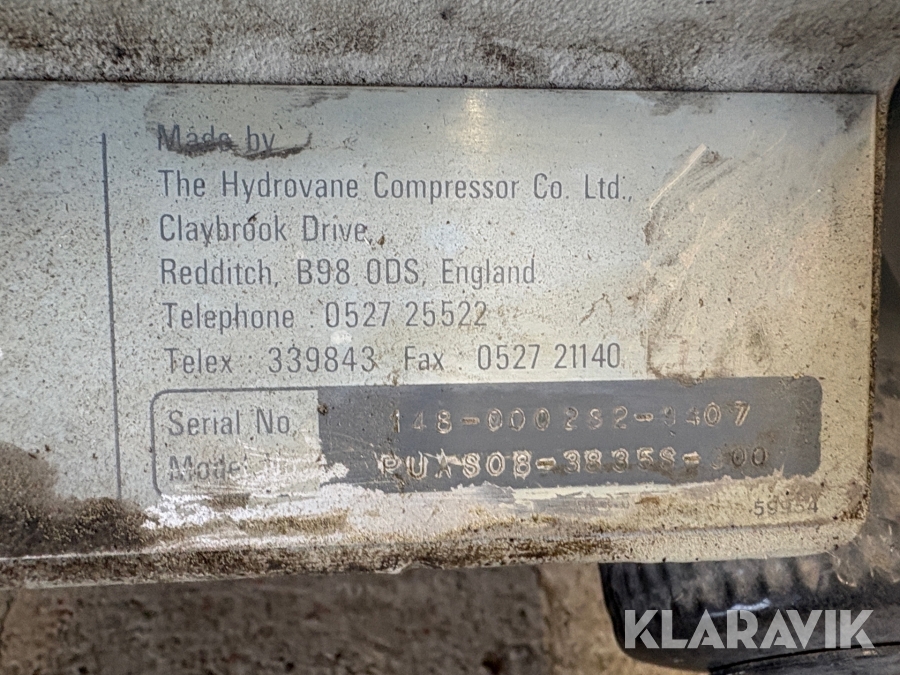 Made by
The Hydrovane Compressor Co. Ltd.,
Claybrook Drive,
Redditch, B98 0DS, England
Telephone : 0527 25522
Telex : 339843 Fax : 0527 21140
Serial No.
Model
59954
KLARAVIK